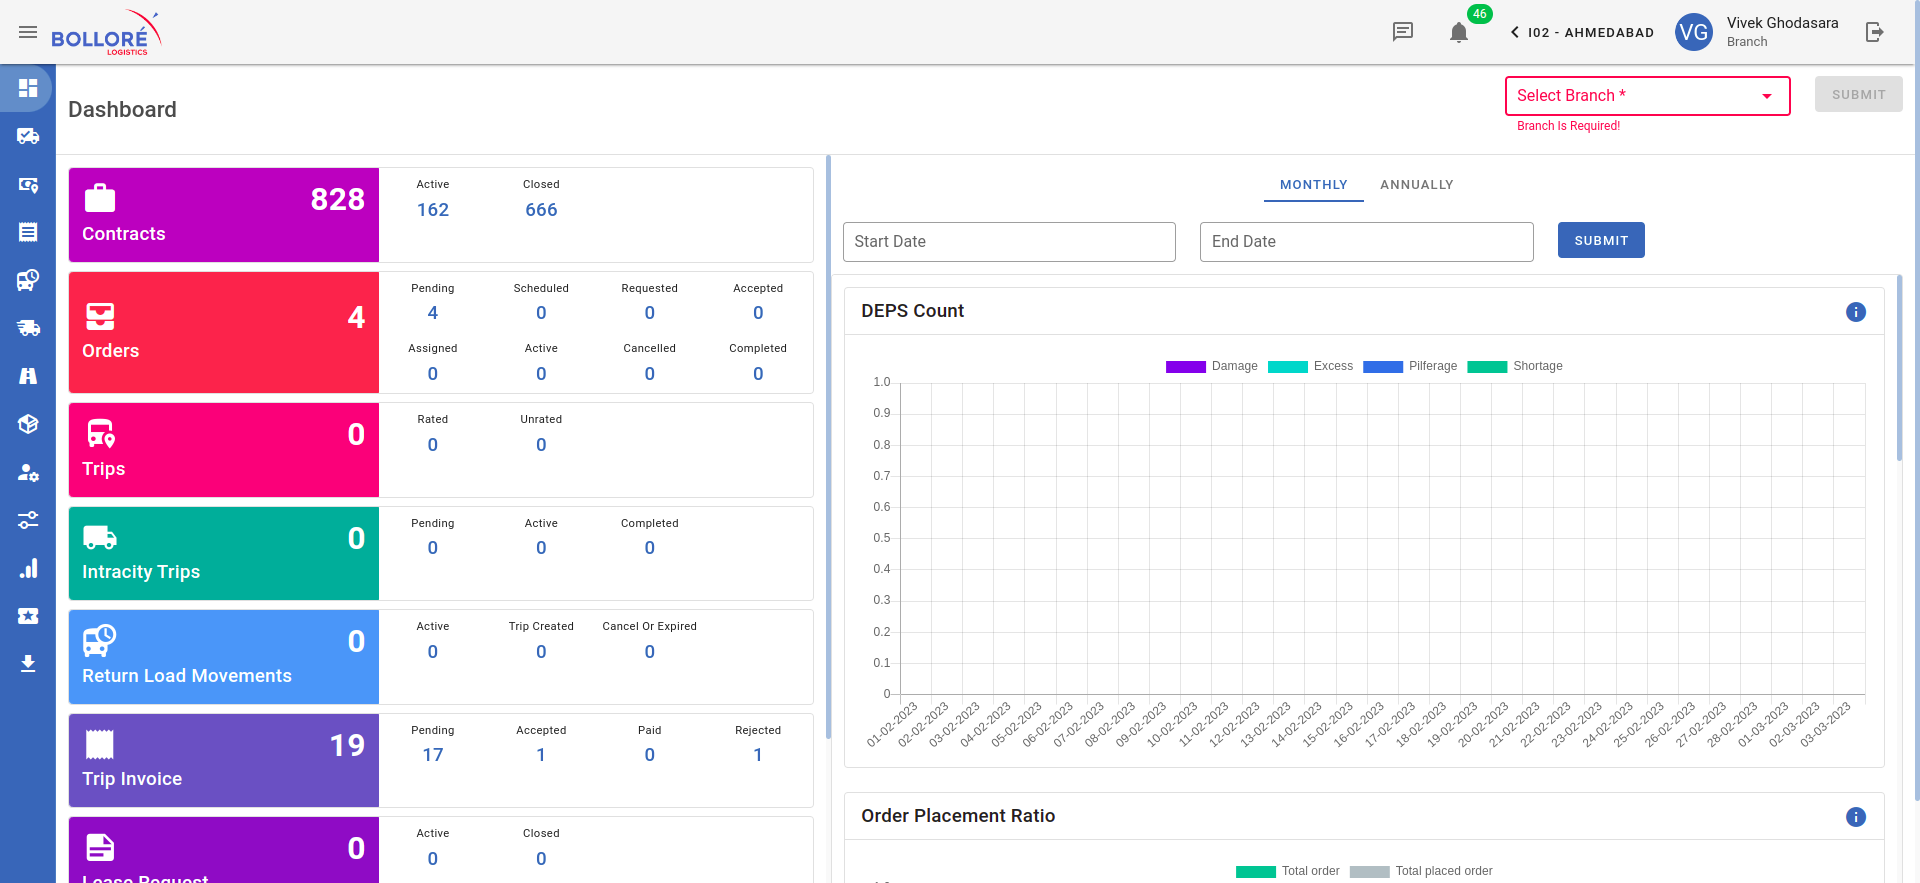 BOLLORÉ
LOGISTICS
46
I02 - AHMEDABAD
VG
Vivek Ghodasara
Branch
Dashboard
Select Branch *
SUBMIT
Branch Is Required!
828
Contracts
Active
Closed
162
666
4
Orders
Pending
Scheduled
Requested
Accepted
4
0
0
0
Assigned
Active
Cancelled
Completed
0
0
0
0
0
Trips
Rated
Unrated
0
0
0
Intracity Trips
Pending
Active
Completed
0
0
0
0
Return Load Movements
Active
Trip Created
Cancel Or Expired
0
0
0
19
Trip Invoice
Pending
Accepted
Paid
Rejected
17
1
0
1
0
Lease Request
Active
Closed
0
0
MONTHLY
ANNUALLY
Start Date
End Date
SUBMIT
DEPS Count
Damage
Excess
Pilferage
Shortage
1.0
0.9
0.8
0.7
0.6
0.5
0.4
0.3
0.2
0.1
0
01-02-2023
02-02-2023
03-02-2023
04-02-2023
05-02-2023
06-02-2023
07-02-2023
08-02-2023
09-02-2023
10-02-2023
11-02-2023
12-02-2023
13-02-2023
14-02-2023
15-02-2023
16-02-2023
17-02-2023
18-02-2023
19-02-2023
20-02-2023
21-02-2023
22-02-2023
23-02-2023
24-02-2023
25-02-2023
26-02-2023
27-02-2023
28-02-2023
01-03-2023
02-03-2023
03-03-2023
Order Placement Ratio
Total order
Total placed order